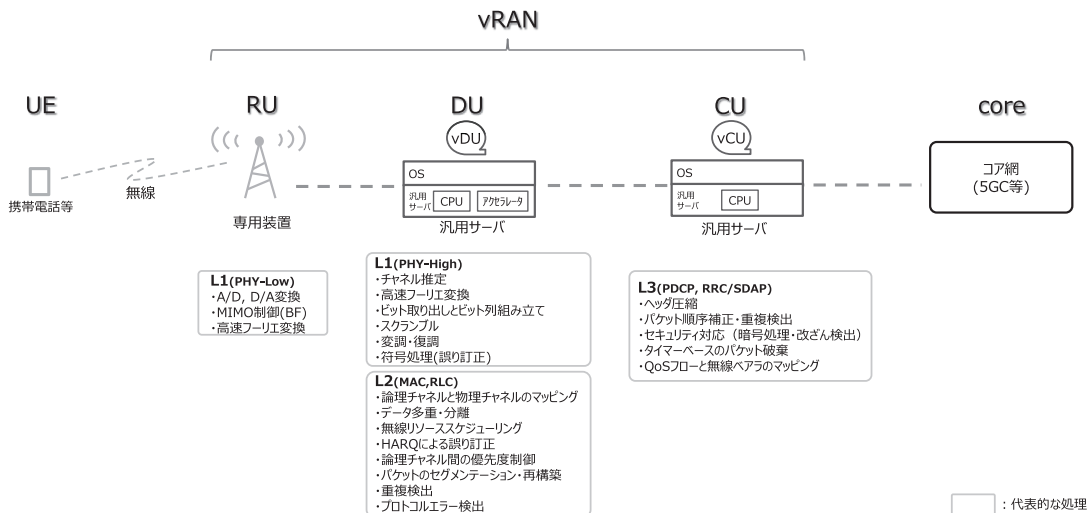 vRAN
UE
RU
DU
CU
core
vDU
vCU
OS
汎用
サーバ
CPU
アクセラレータ
OS
汎用
サーバ
CPU
コア網
(5GC等)
無線
携帯電話等
専用装置
汎用サーバ
汎用サーバ
L1(PHY-Low)
・A/D, D/A変換
・MIMO制御(BF)
・高速フーリエ変換
L1(PHY-High)
・チャネル推定
・高速フーリエ変換
・ビット取り出しとビット列組み立て
・スクランブル
・変調・復調
・符号処理(誤り訂正)
L2(MAC,RLC)
・論理チャネルと物理チャネルのマッピング
・データ多重・分離
・無線リソーススケジューリング
・HARQによる誤り訂正
・論理チャネル間の優先度制御
・パケットのセグメンテーション・再構築
・重複検出
・プロトコルエラー検出
L3(PDCP, RRC/SDAP)
・ヘッダ圧縮
・パケット順序補正・重複検出
・セキュリティ対応（暗号処理・改ざん検出）
・タイマーベースのパケット破棄
・QoSフローと無線ベアラのマッピング
：代表的な処理